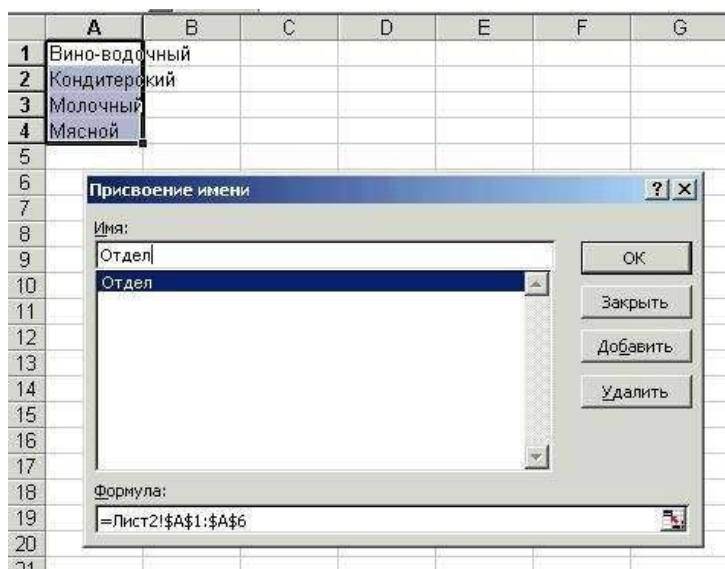 A B C D E F G
1 Вино-водочный
2 Кондитерский
3 Молочный
4 Мясной
5
6
Присвоение имени ? ×
7
8 Имя:
9 Отдел OK
10 Отдел
11 Закрыть
12
13 Добавить
14 Удалить
15
16
17
18 Формула:
19 =Лист2!$A$1:$A$6
20
21